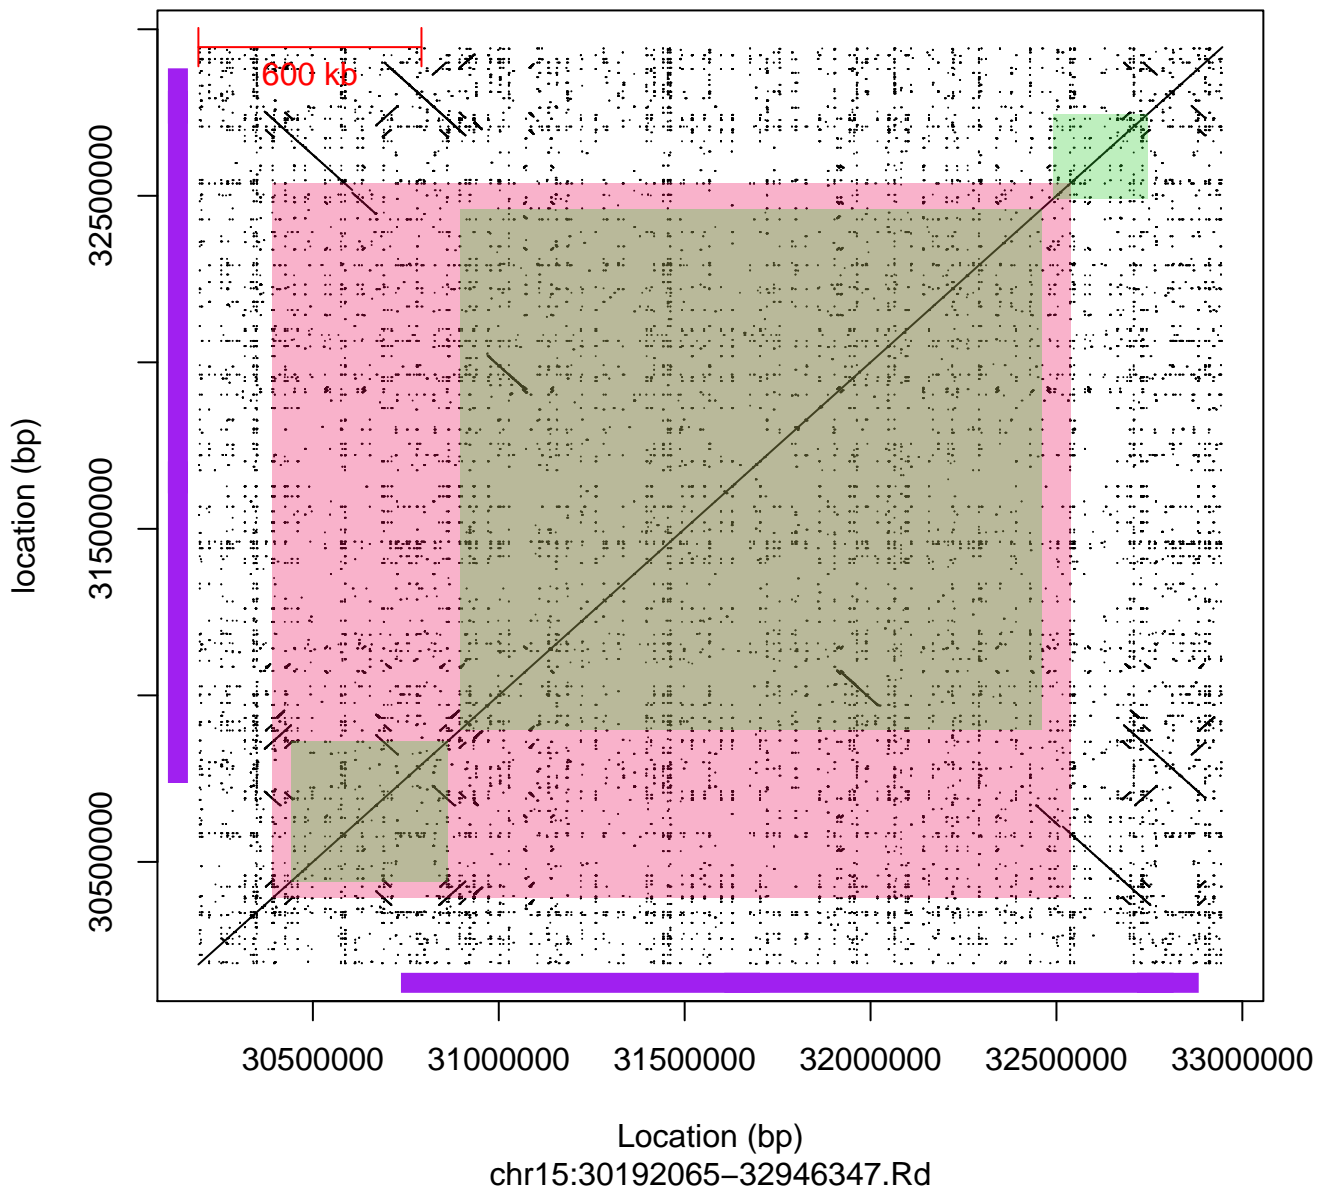 600 kb
32500000
31500000
30500000
location (bp)
30500000 31000000 31500000 32000000 32500000 33000000
Location (bp)
chr15:30192065−32946347.Rd